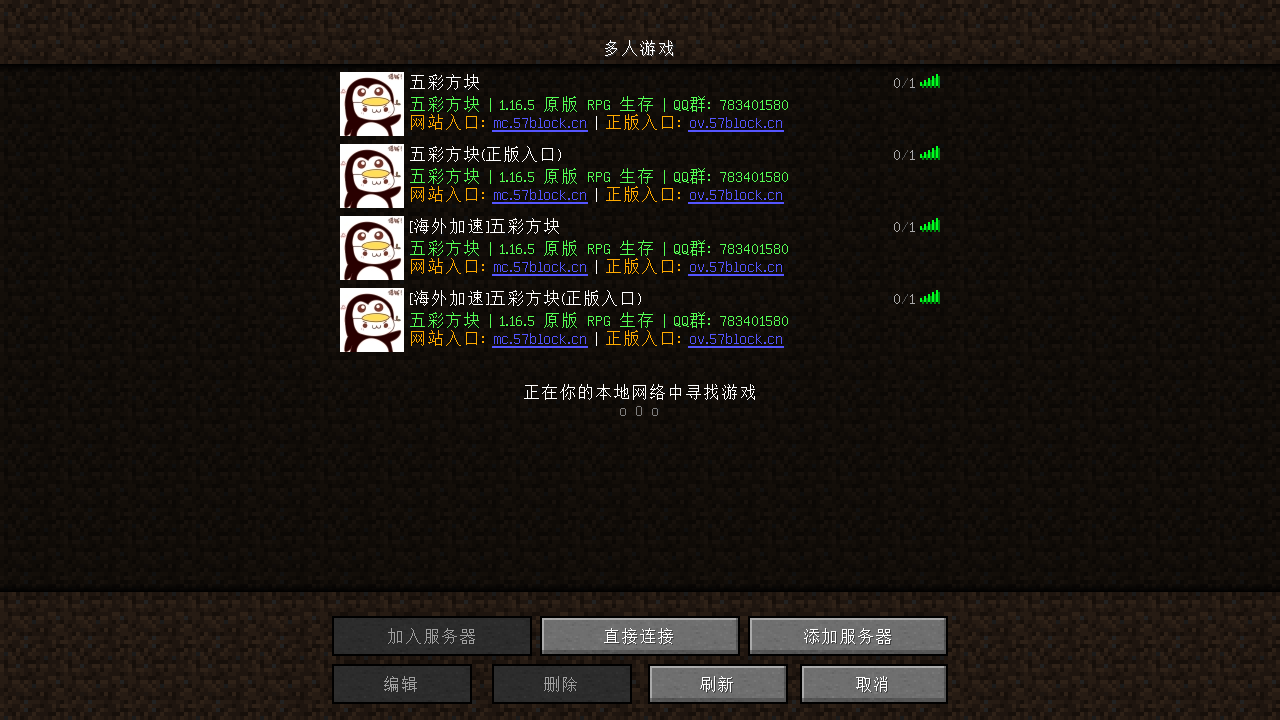 多人游戏
五彩方块 0/1
五彩方块 | 1.16.5 原版 RPG 生存 | QQ群: 783401580
网站入口: mc.57block.cn | 正版入口: ov.57block.cn
五彩方块(正版入口) 0/1
五彩方块 | 1.16.5 原版 RPG 生存 | QQ群: 783401580
网站入口: mc.57block.cn | 正版入口: ov.57block.cn
[海外加速]五彩方块 0/1
五彩方块 | 1.16.5 原版 RPG 生存 | QQ群: 783401580
网站入口: mc.57block.cn | 正版入口: ov.57block.cn
[海外加速]五彩方块(正版入口) 0/1
五彩方块 | 1.16.5 原版 RPG 生存 | QQ群: 783401580
网站入口: mc.57block.cn | 正版入口: ov.57block.cn
正在你的本地网络中寻找游戏
o O o
加入服务器 直接连接 添加服务器
编辑 删除 刷新 取消